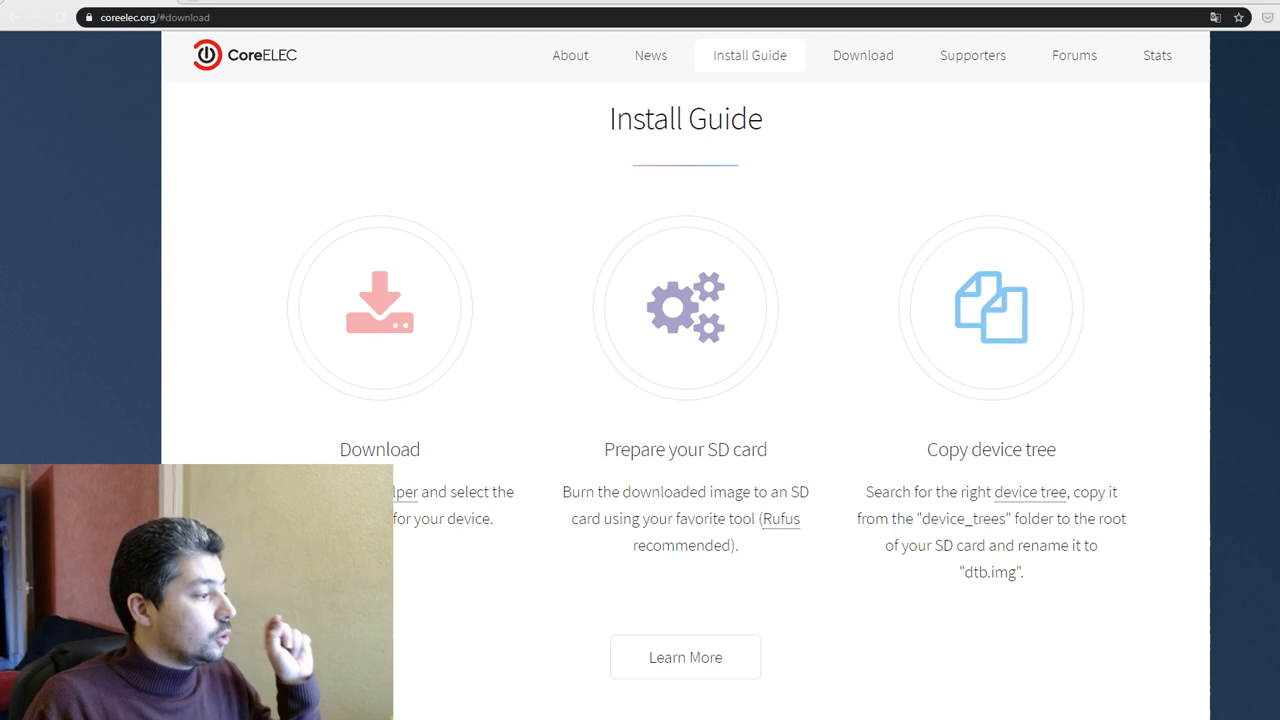 coreelec.org/#download
CoreELEC
About
News
Install Guide
Download
Supporters
Forums
Stats
Install Guide
Download
lper and select the
for your device.
Prepare your SD card
Burn the downloaded image to an SD
card using your favorite tool (Rufus
recommended).
Copy device tree
Search for the right device tree, copy it
from the "device_trees" folder to the root
of your SD card and rename it to
"dtb.img".
Learn More